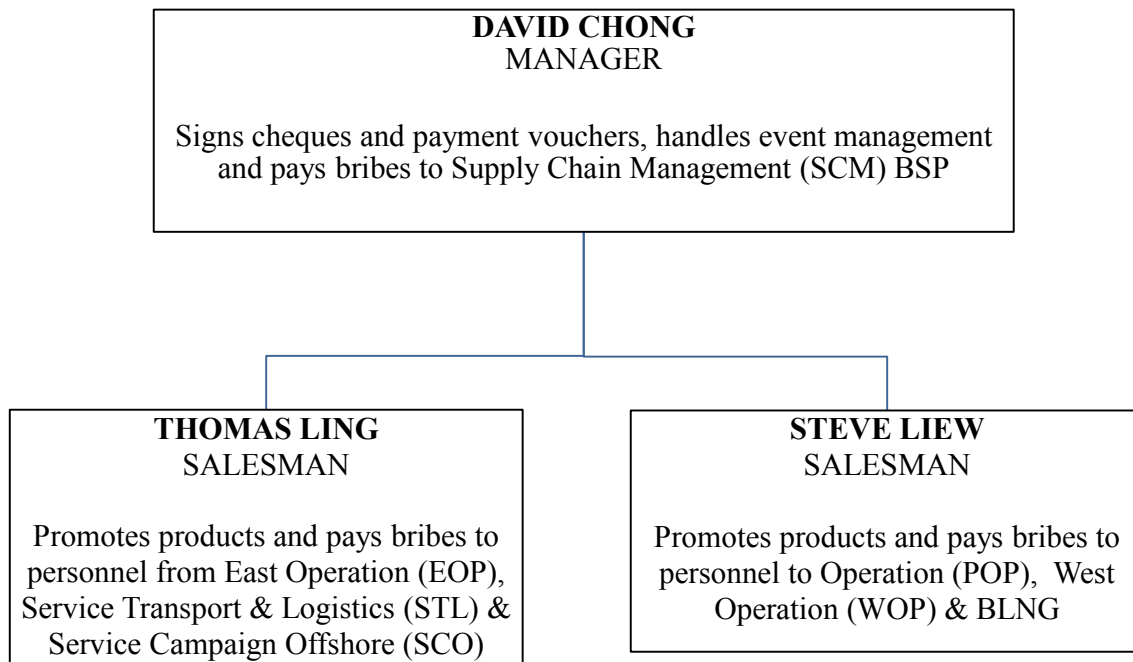 DAVID CHONG
MANAGER
Signs cheques and payment vouchers, handles event management
and pays bribes to Supply Chain Management (SCM) BSP
THOMAS LING
SALESMAN
Promotes products and pays bribes to
personnel from East Operation (EOP),
Service Transport & Logistics (STL) &
Service Campaign Offshore (SCO)
STEVE LIEW
SALESMAN
Promotes products and pays bribes to
personnel to Operation (POP), West
Operation (WOP) & BLNG